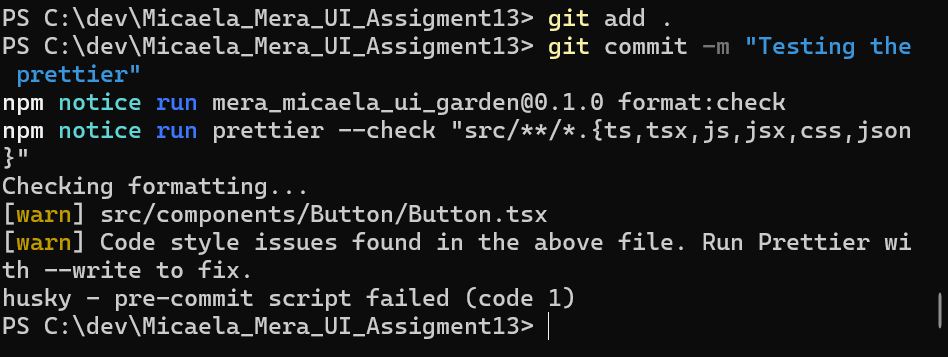 PS C:\dev\Micaela_Mera_UI_Assigment13> git add .
PS C:\dev\Micaela_Mera_UI_Assigment13> git commit -m "Testing the
 prettier"
npm notice run mera_micaela_ui_garden@0.1.0 format:check
npm notice run prettier --check "src/**/*.{ts,tsx,js,jsx,css,json
}"
Checking formatting...
[warn] src/components/Button/Button.tsx
[warn] Code style issues found in the above file. Run Prettier wi
th --write to fix.
husky - pre-commit script failed (code 1)
PS C:\dev\Micaela_Mera_UI_Assigment13>